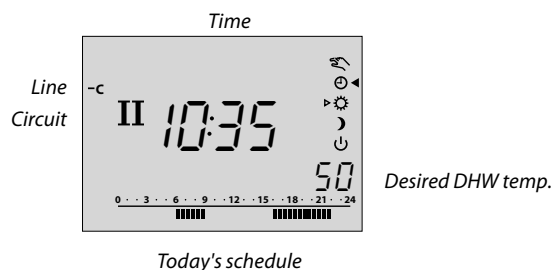 Time
Line
Circuit
-C
II 10:35
50
Desired DHW temp.
0 · · 3 · · 6 · · 9 · · 12 · · 15 · · 18 · · 21 · · 24
Today's schedule